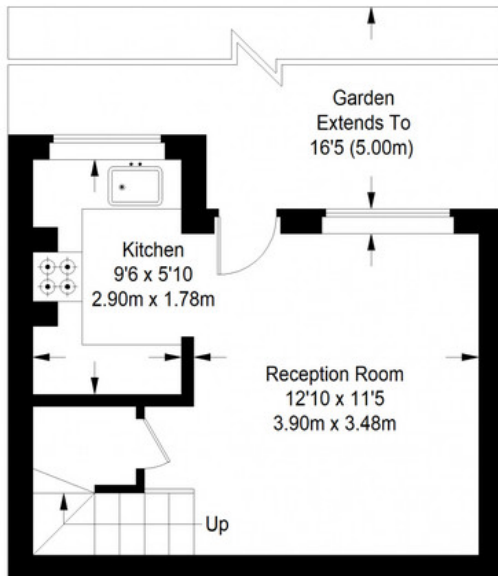 Garden
Extends To
16'5 (5.00m)
Kitchen
9'6 x 5'10
2.90m x 1.78m
Reception Room
12'10 x 11'5
3.90m x 3.48m
Up